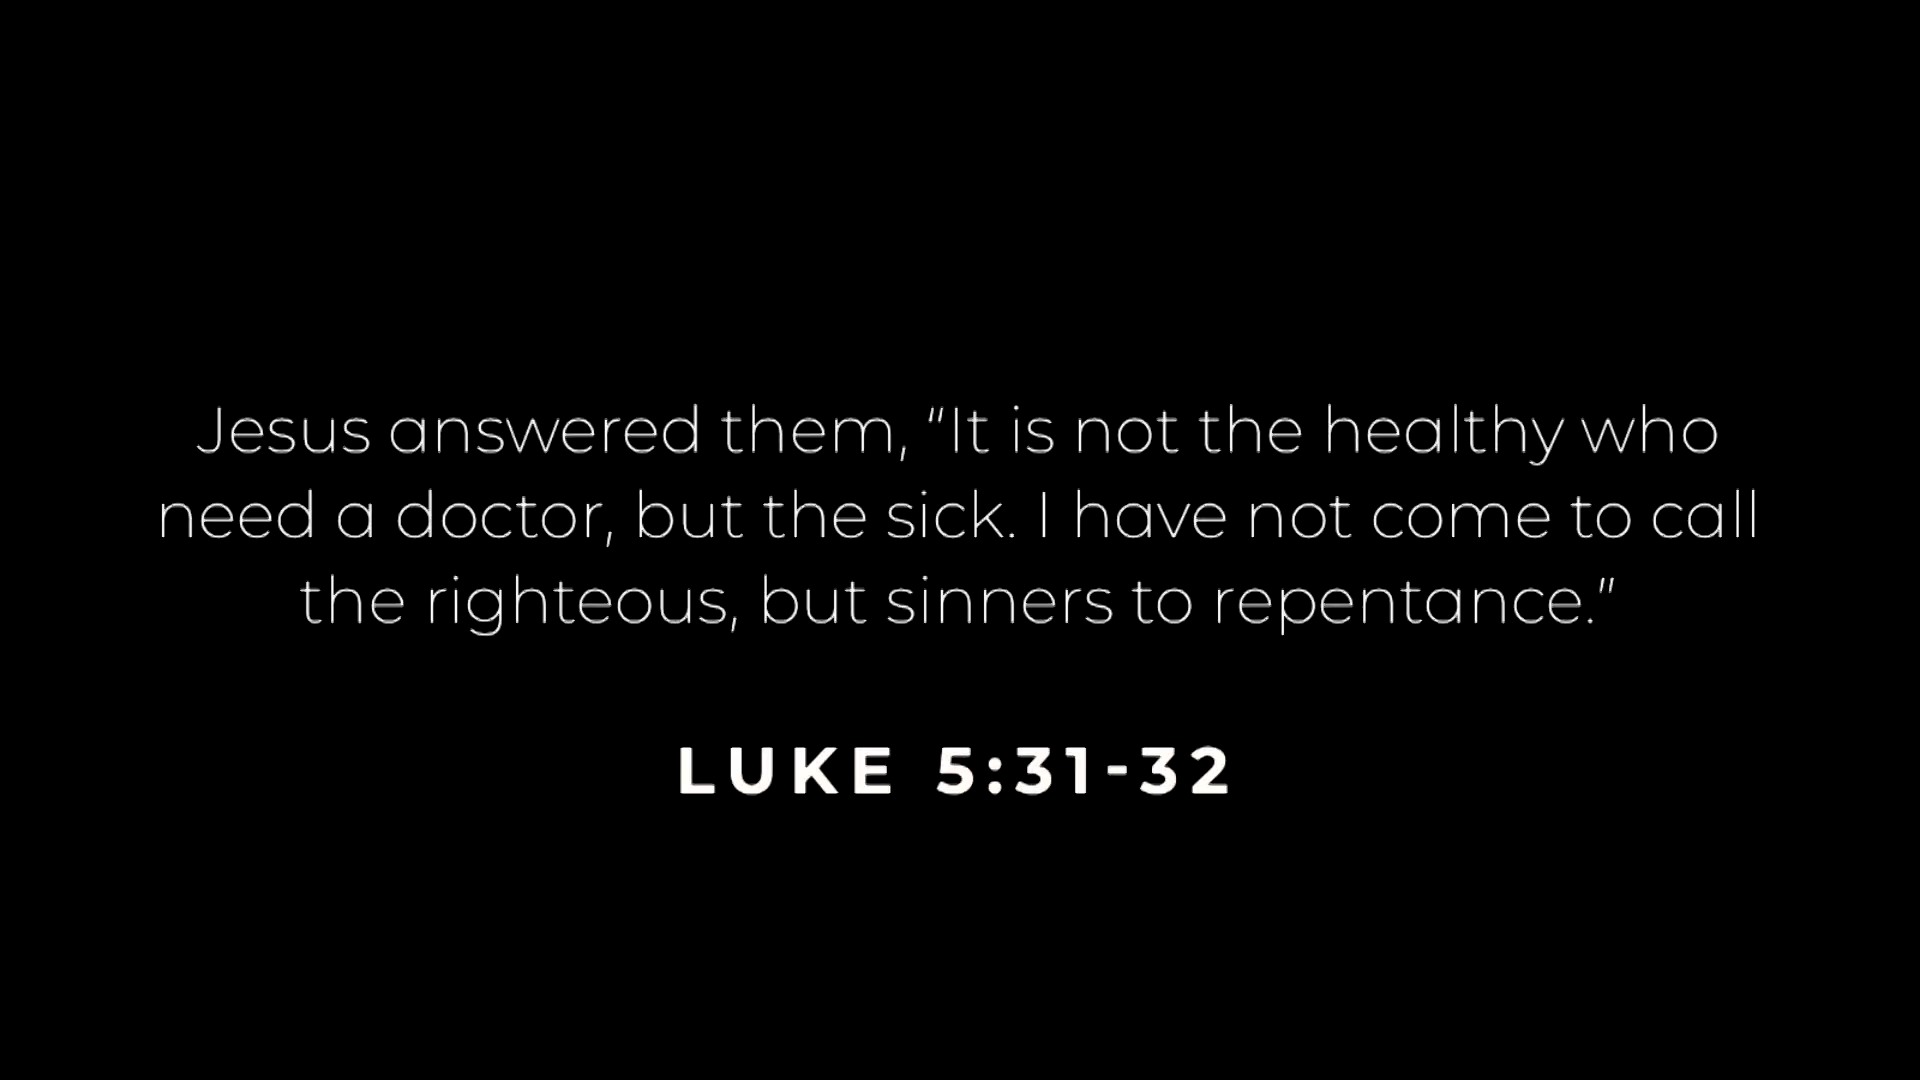 Jesus answered them, “It is not the healthy who
need a doctor, but the sick. I have not come to call
the righteous, but sinners to repentance.”
LUKE 5:31-32